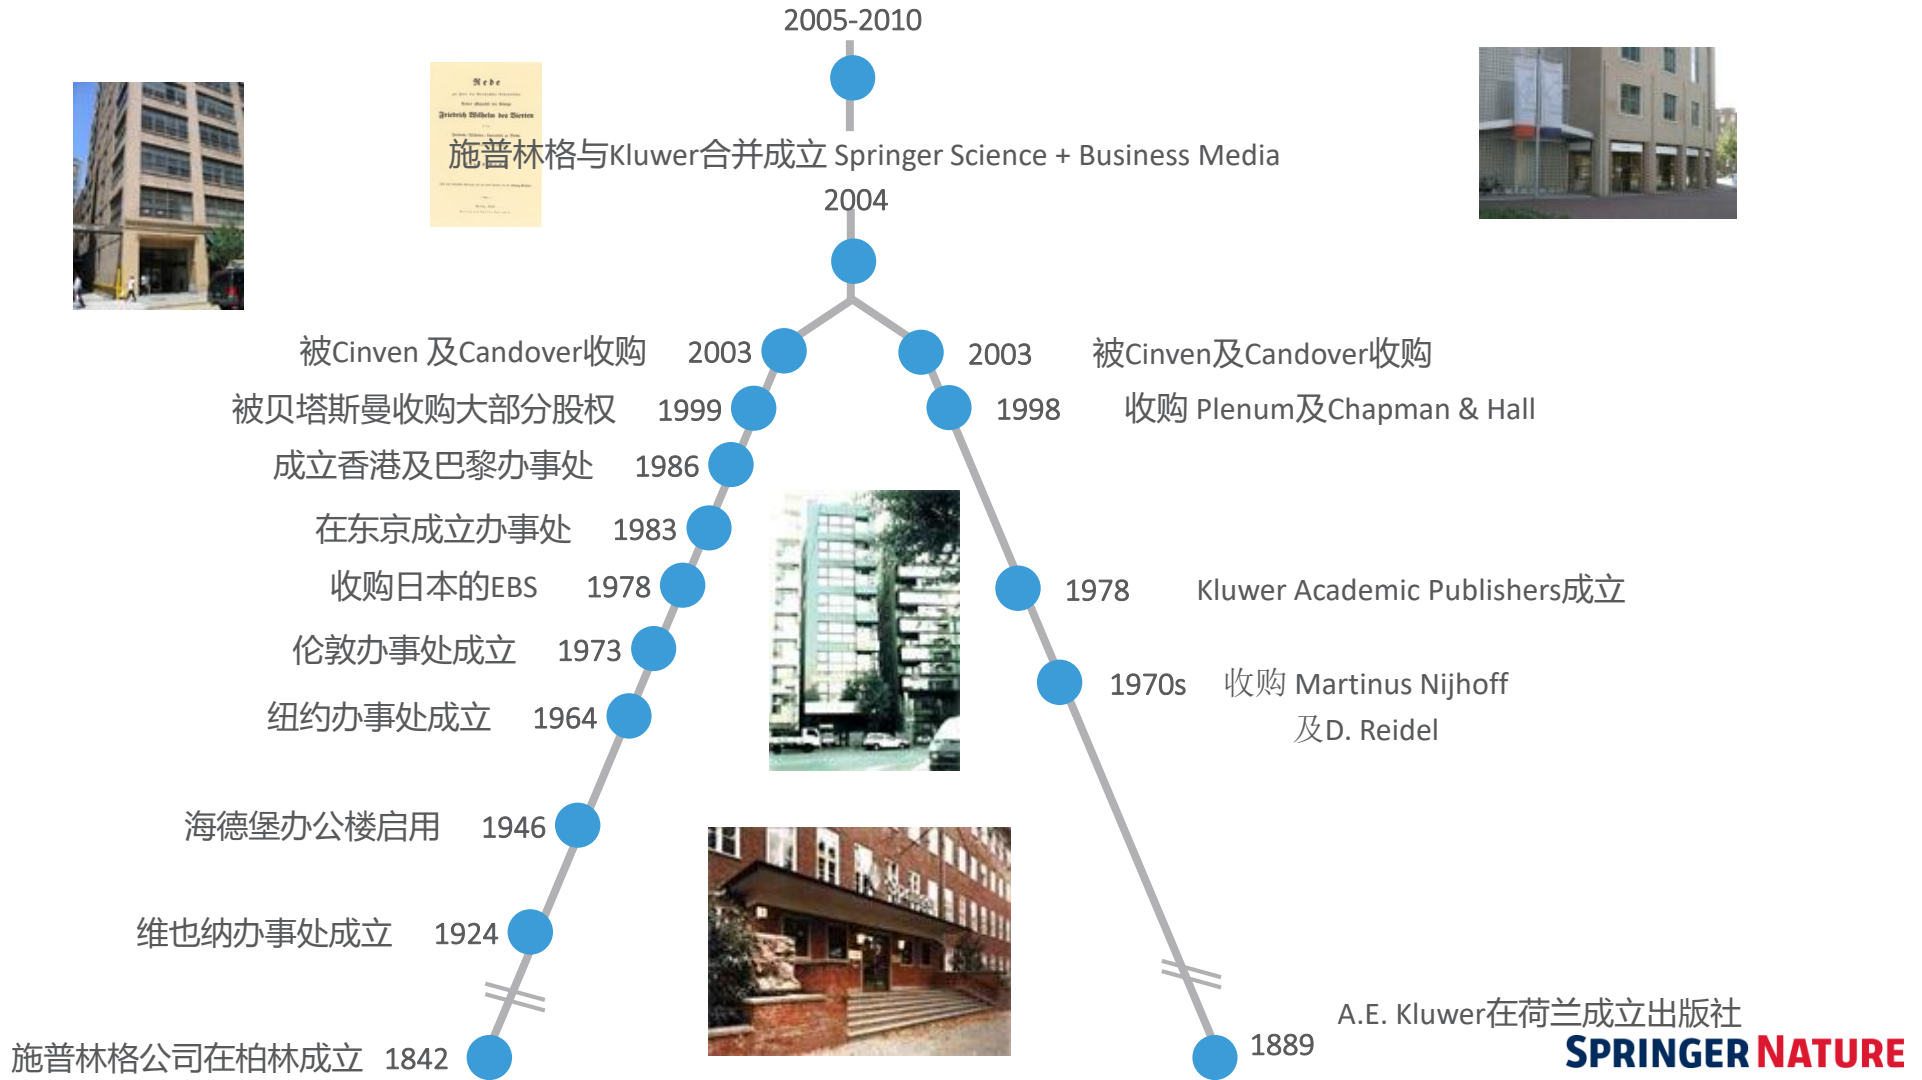 2005-2010
Rede
Friedrich Wilhelm des Vierten
施普林格与Kluwer合并成立 Springer Science + Business Media
2004
被Cinven 及Candover收购 2003
2003 被Cinven及Candover收购
被贝塔斯曼收购大部分股权 1999
1998 收购 Plenum及Chapman & Hall
成立香港及巴黎办事处 1986
在东京成立办事处 1983
收购日本的EBS 1978
1978 Kluwer Academic Publishers成立
伦敦办事处成立 1973
1970s 收购 Martinus Nijhoff
及D. Reidel
纽约办事处成立 1964
海德堡办公楼启用 1946
Springer
维也纳办事处成立 1924
A.E. Kluwer在荷兰成立出版社
1889
施普林格公司在柏林成立 1842
SPRINGER NATURE